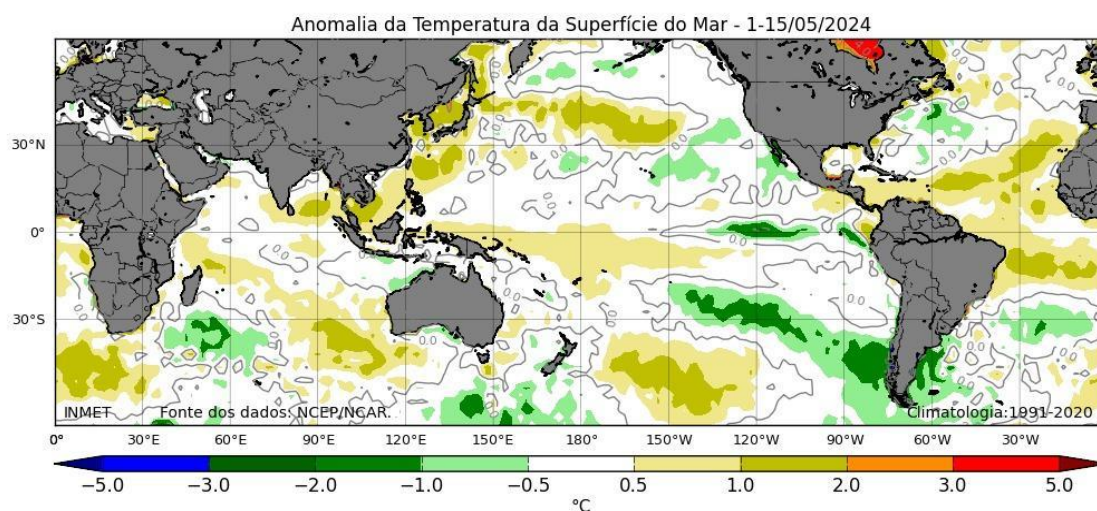 Anomalia da Temperatura da Superfície do Mar - 1-15/05/2024
30°N
0°
30°S
INMET Fonte dos dados: NCEP/NCAR. Climatologia:1991-2020
0° 30°E 60°E 90°E 120°E 150°E 180° 150°W 120°W 90°W 60°W 30°W
−5.0 −3.0 −2.0 −1.0 −0.5 0.5 1.0 2.0 3.0 5.0
°C